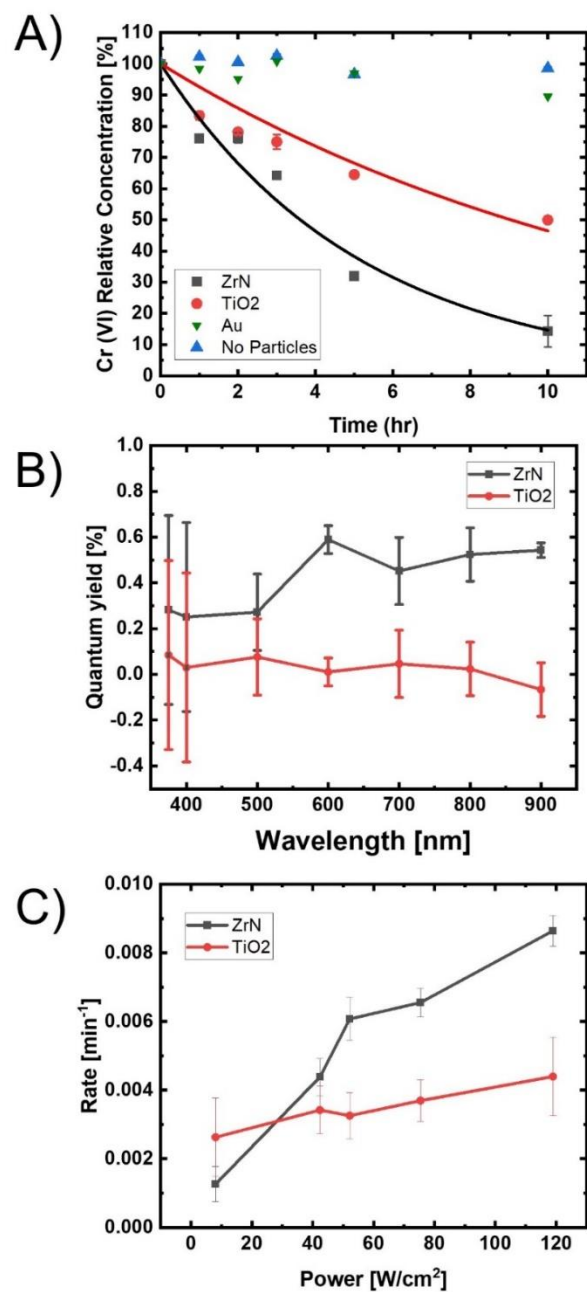 A)
Cr (VI) Relative Concentration [%]
110
100
90
80
70
60
50
40
30
20
10
0
ZrN
TiO2
Au
No Particles
0 2 4 6 8 10
Time (hr)
B)
Quantum yield [%]
1.0
0.8
0.6
0.4
0.2
0.0
-0.2
-0.4
ZrN
TiO2
400 500 600 700 800 900
Wavelength [nm]
C)
Rate [min-1]
0.010
0.008
0.006
0.004
0.002
0.000
ZrN
TiO2
0 20 40 60 80 100 120
Power [W/cm2]